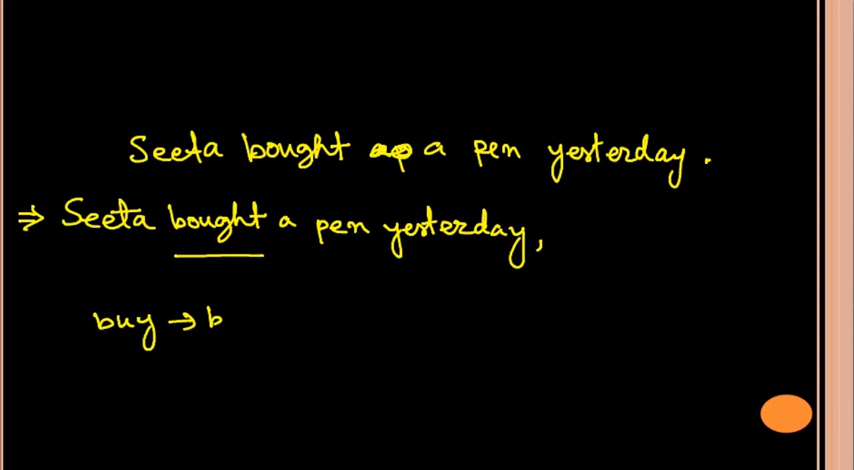 Seeta bought a pen yesterday.
⇒ Seeta bought a pen yesterday,
buy → b